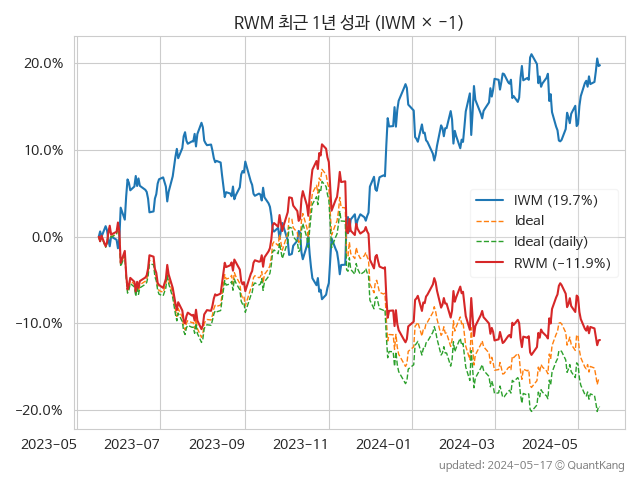 RWM 최근 1년 성과 (IWM × -1)
20.0%
10.0%
0.0%
-10.0%
-20.0%
IWM (19.7%)
Ideal
Ideal (daily)
RWM (-11.9%)
2023-05 2023-07 2023-09 2023-11 2024-01 2024-03 2024-05
updated: 2024-05-17 © QuantKang